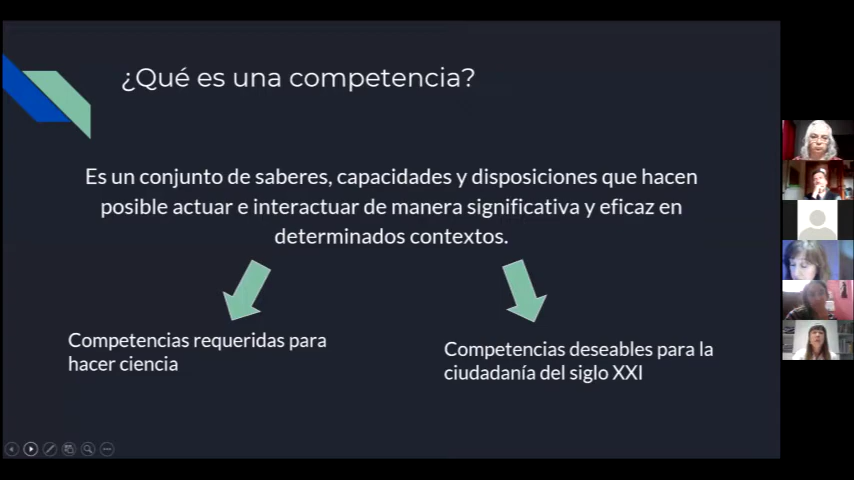 ¿Qué es una competencia?
Es un conjunto de saberes, capacidades y disposiciones que hacen
posible actuar e interactuar de manera significativa y eficaz en
determinados contextos.
Competencias requeridas para
hacer ciencia
Competencias deseables para la
ciudadanía del siglo XXI